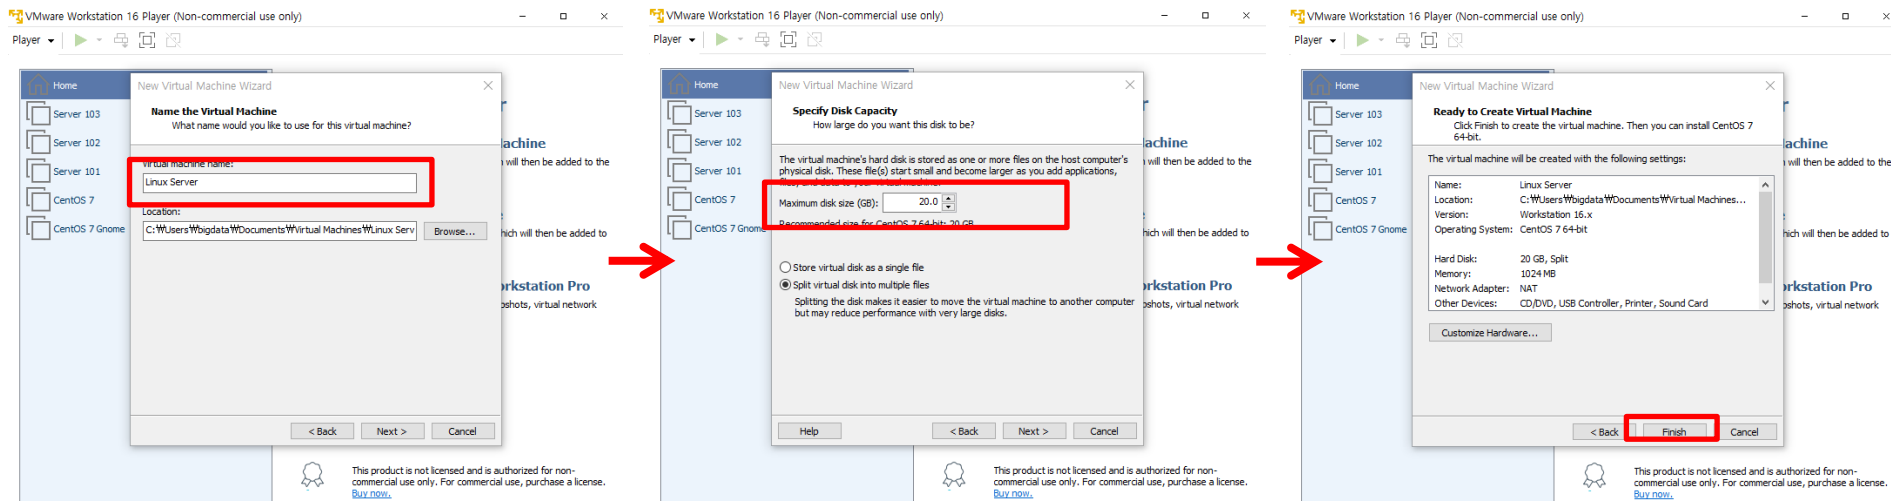 VMware Workstation 16 Player (Non-commercial use only)
Player
Home
Server 103
Server 102
Server 101
CentOS 7
CentOS 7 Gnome
New Virtual Machine Wizard
Name the Virtual Machine
What name would you like to use for this virtual machine?
Virtual machine name:
Linux Server
Location:
C:₩Users₩bigdata₩Documents₩Virtual Machines₩Linux Serv
Browse...
< Back
Next >
Cancel
achine
will then be added to the
hich will then be added to
orkstation Pro
pshots, virtual network
This product is not licensed and is authorized for non-
commercial use only. For commercial use, purchase a license.
Buy now.
VMware Workstation 16 Player (Non-commercial use only)
Player
Home
Server 103
Server 102
Server 101
CentOS 7
CentOS 7 Gnome
New Virtual Machine Wizard
Specify Disk Capacity
How large do you want this disk to be?
The virtual machine's hard disk is stored as one or more files on the host computer's
physical disk. These file(s) start small and become larger as you add applications,
files, and data to your virtual machine.
Maximum disk size (GB):
20.0
Recommended size for CentOS 7 64-bit: 20 GB
Store virtual disk as a single file
Split virtual disk into multiple files
Splitting the disk makes it easier to move the virtual machine to another computer
but may reduce performance with very large disks.
Help
< Back
Next >
Cancel
achine
will then be added to the
hich will then be added to
orkstation Pro
pshots, virtual network
This product is not licensed and is authorized for non-
commercial use only. For commercial use, purchase a license.
Buy now.
VMware Workstation 16 Player (Non-commercial use only)
Player
Home
Server 103
Server 102
Server 101
CentOS 7
CentOS 7 Gnome
New Virtual Machine Wizard
Ready to Create Virtual Machine
Click Finish to create the virtual machine. Then you can install CentOS 7
64-bit.
The virtual machine will be created with the following settings:
Name: Linux Server
Location: C:₩Users₩bigdata₩Documents₩Virtual Machines...
Version: Workstation 16.x
Operating System: CentOS 7 64-bit
Hard Disk: 20 GB, Split
Memory: 1024 MB
Network Adapter: NAT
Other Devices: CD/DVD, USB Controller, Printer, Sound Card
Customize Hardware...
< Back
Finish
Cancel
achine
will then be added to the
hich will then be added to
orkstation Pro
pshots, virtual network
This product is not licensed and is authorized for non-
commercial use only. For commercial use, purchase a license.
Buy now.